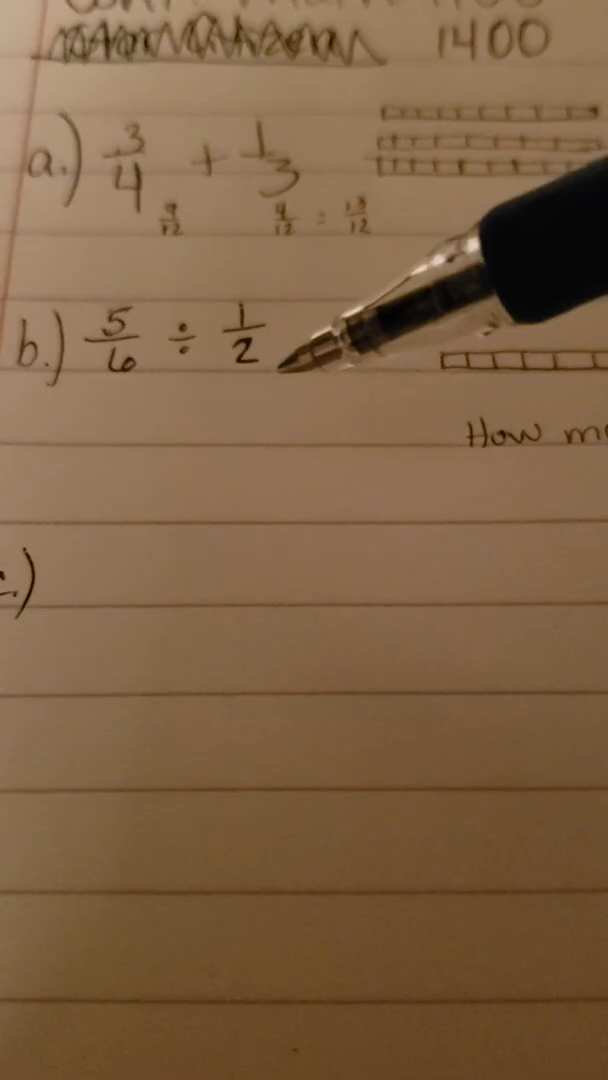 1400
a.) 3/4 + 1/3
9/12 4/12 = 13/12
b.) 5/6 ÷ 1/2
How
c.)